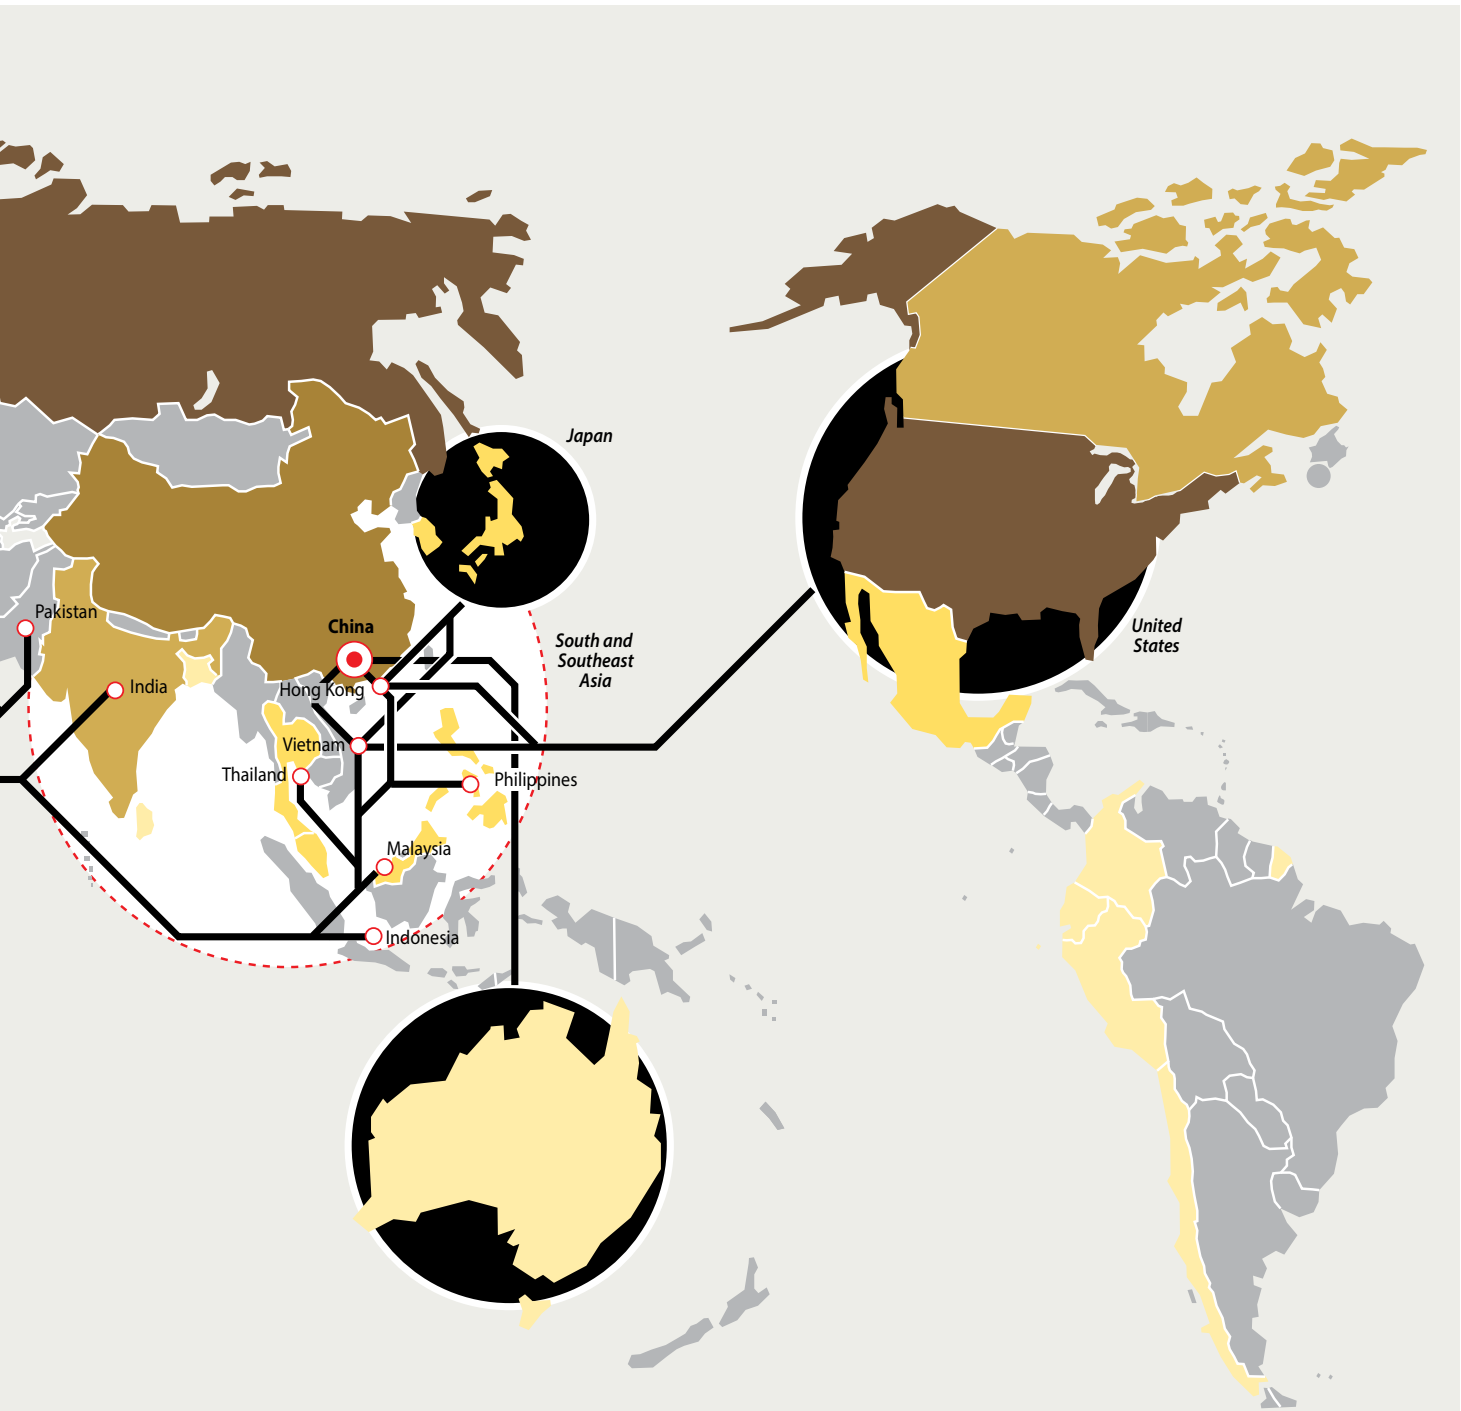 Japan
Pakistan
China
South and
Southeast
Asia
United
States
India
Hong Kong
Vietnam
Thailand
Philippines
Malaysia
Indonesia